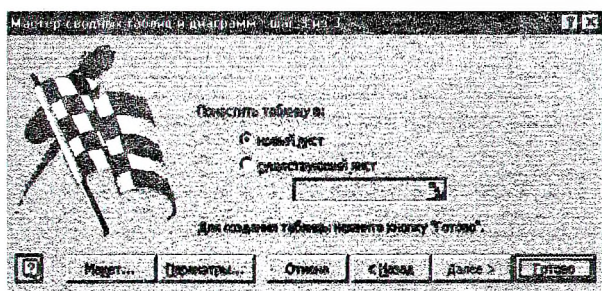 Мастер сводных таблиц и диаграмм - шаг 3 из 3
Поместить таблицу в:
новый лист
существующий лист
Для создания таблицы нажмите кнопку "Готово".
? Макет... Параметры... Отмена < Назад Далее > Готово